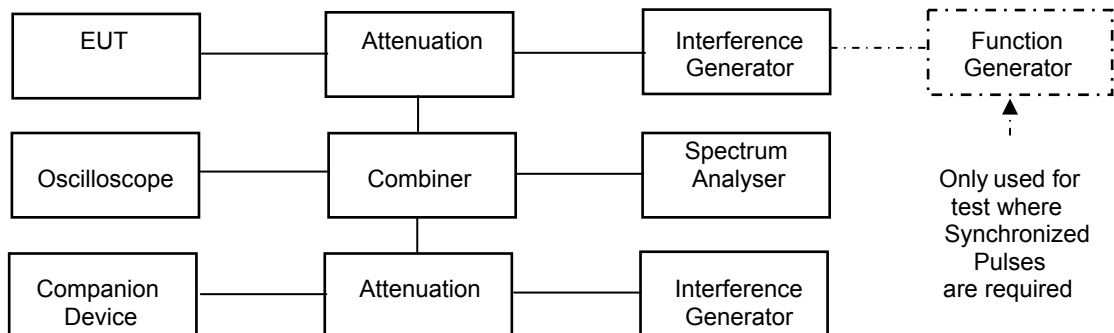 EUT
Attenuation
Interference
Generator
Function
Generator
Oscilloscope
Combiner
Spectrum
Analyser
Only used for
test where
Synchronized
Pulses
are required
Companion
Device
Attenuation
Interference
Generator